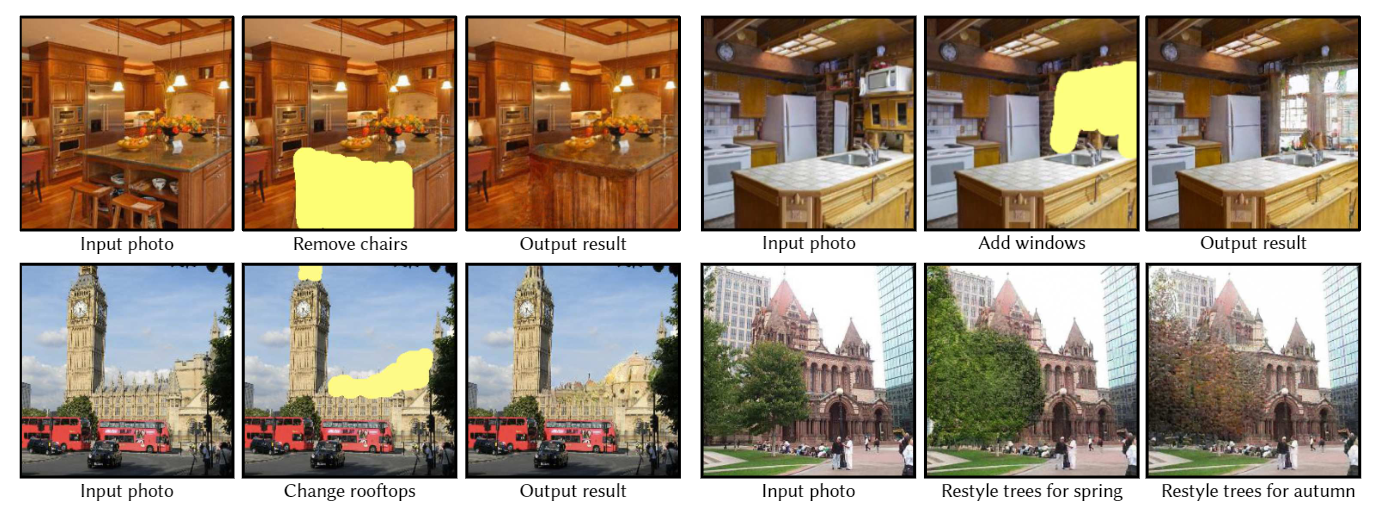 Input photo
Remove chairs
Output result
Input photo
Add windows
Output result
Input photo
Change rooftops
Output result
Input photo
Restyle trees for spring
Restyle trees for autumn